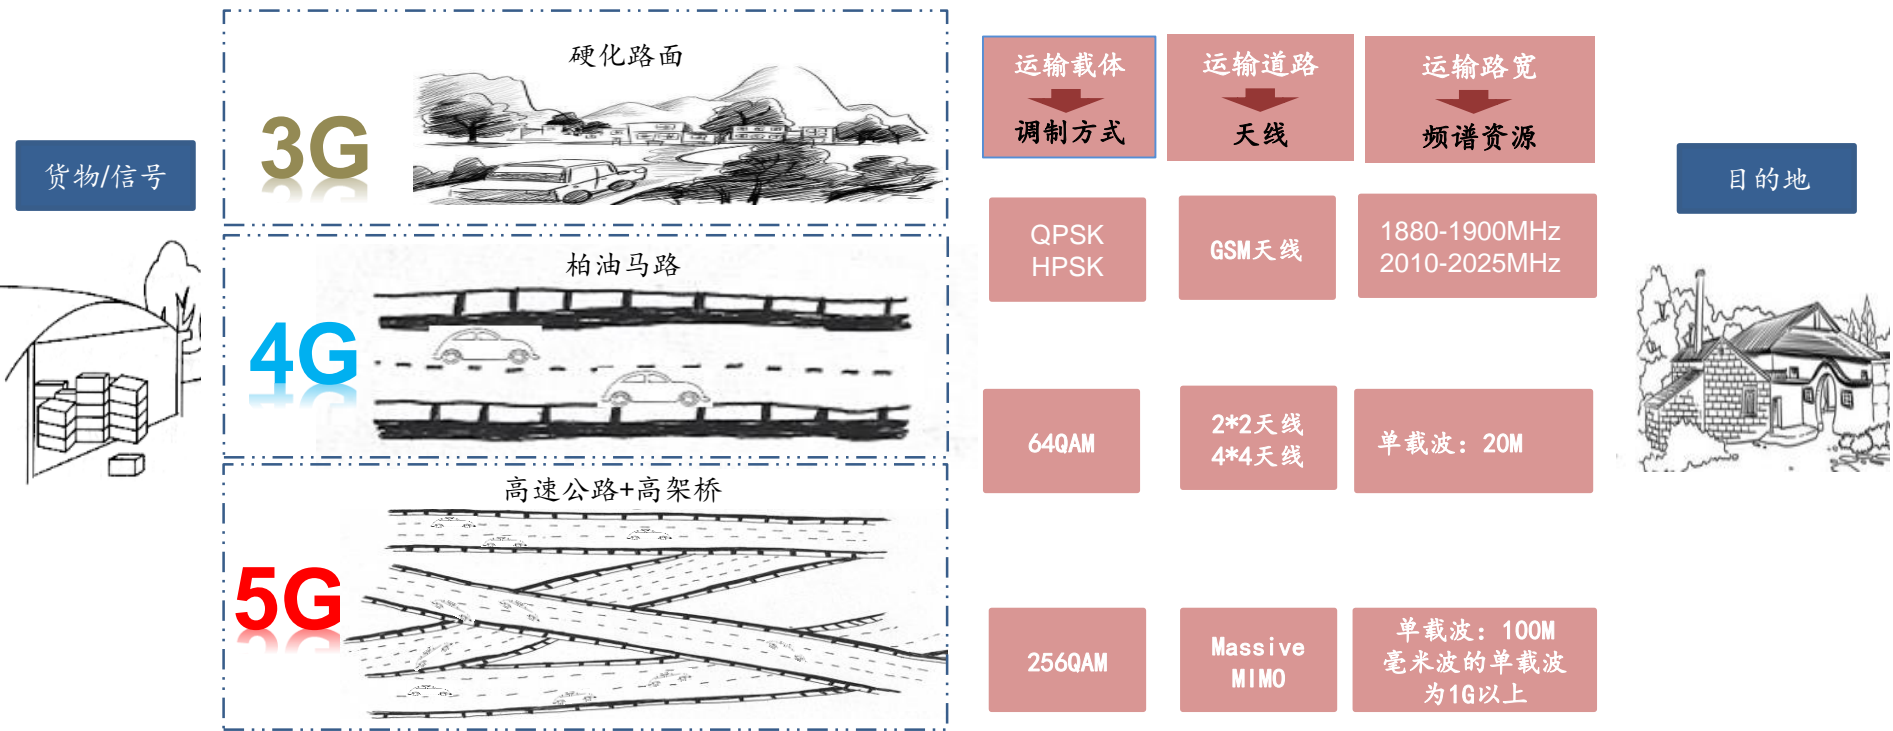 货物/信号
3G
硬化路面
4G
柏油马路
5G
高速公路+高架桥
运输载体
调制方式
运输道路
天线
运输路宽
频谱资源
QPSK
HPSK
GSM天线
1880-1900MHz
2010-2025MHz
64QAM
2*2天线
4*4天线
单载波：20M
256QAM
Massive
MIMO
单载波：100M
毫米波的单载波
为1G以上
目的地